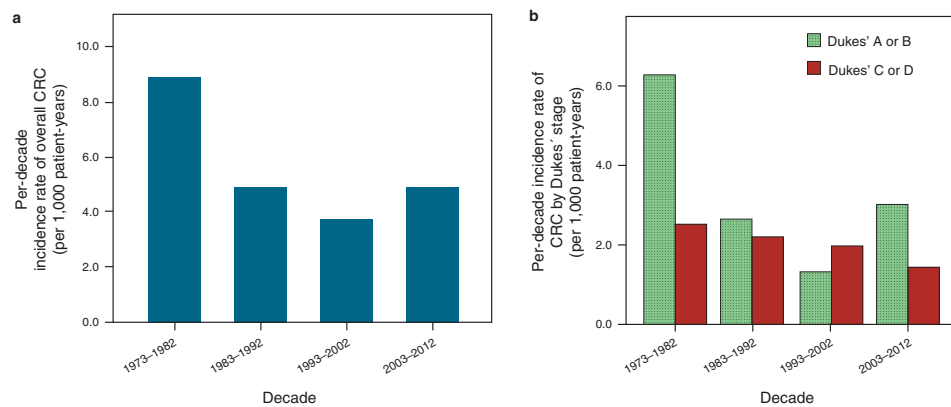 a
Per-decade
incidence rate of overall CRC
(per 1,000 patient-years)
10.0
8.0
6.0
4.0
2.0
0.0
1973–1982
1983–1992
1993–2002
2003–2012
Decade
b
Per-decade incidence rate of
CRC by Dukes´ stage
(per 1,000 patient-years)
Dukes’ A or B
Dukes’ C or D
6.0
4.0
2.0
0.0
1973–1982
1983–1992
1993–2002
2003–2012
Decade